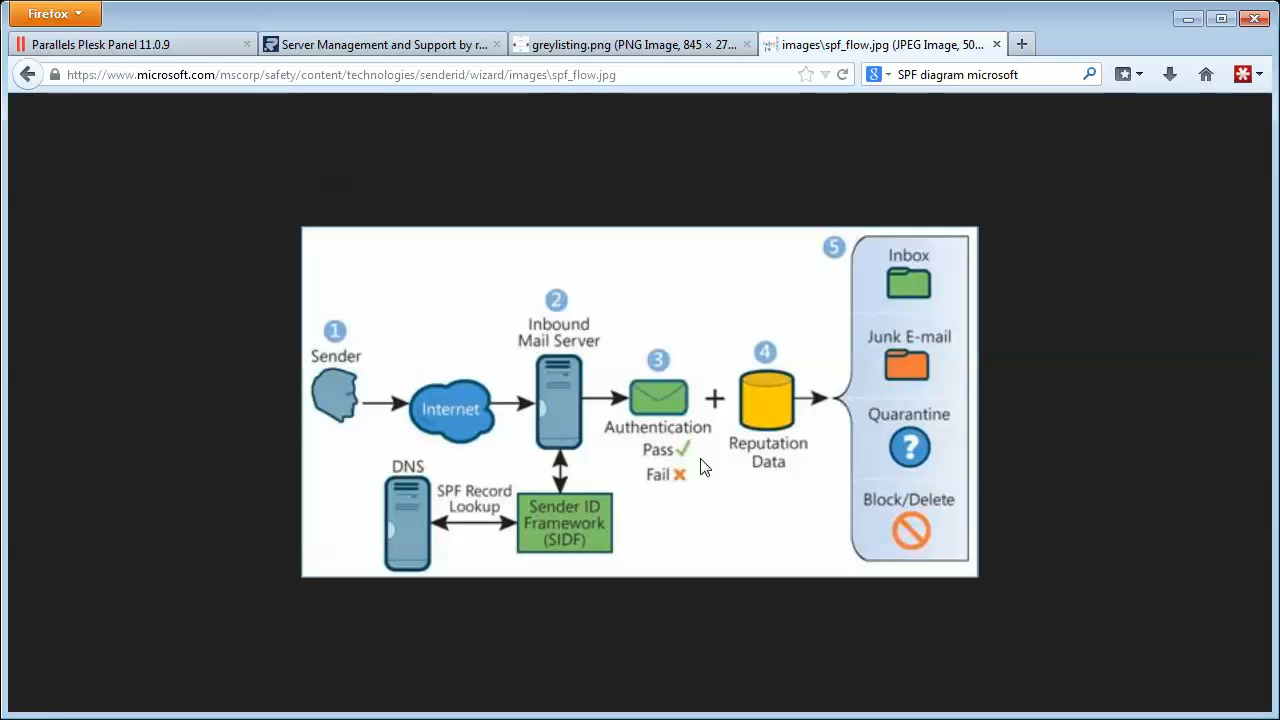 Firefox
Parallels Plesk Panel 11.0.9
Server Management and Support by r...
greylisting.png (PNG Image, 845 × 27...
images\spf_flow.jpg (JPEG Image, 50...
https://www.microsoft.com/mscorp/safety/content/technologies/senderid/wizard/images\spf_flow.jpg
SPF diagram microsoft
1
Sender
Internet
2
Inbound
Mail Server
3
Authentication
Pass
Fail
+
4
Reputation
Data
DNS
SPF Record
Lookup
Sender ID
Framework
(SIDF)
5
Inbox
Junk E-mail
Quarantine
?
Block/Delete